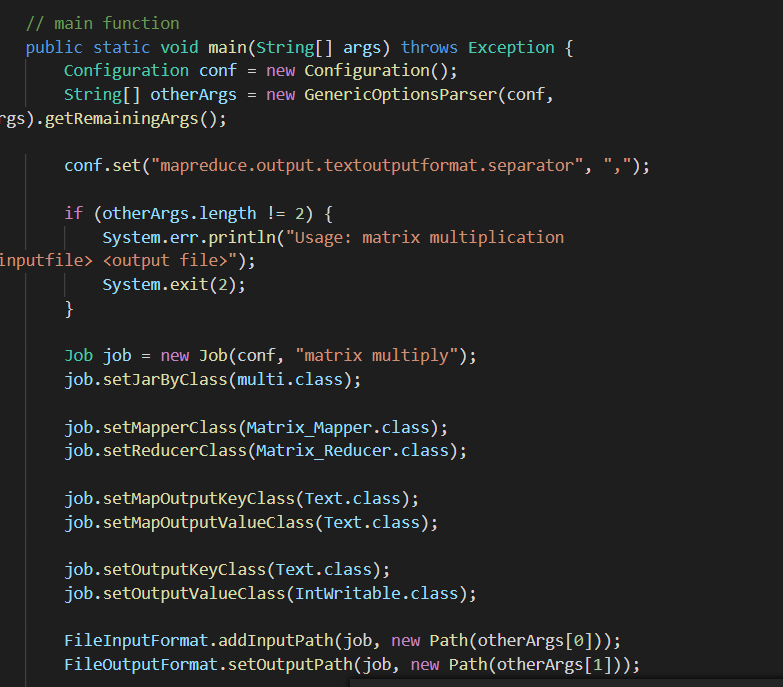 // main function
public static void main(String[] args) throws Exception {
Configuration conf = new Configuration();
String[] otherArgs = new GenericOptionsParser(conf,
rgs).getRemainingArgs();
conf.set("mapreduce.output.textoutputformat.separator", ",");
if (otherArgs.length != 2) {
System.err.println("Usage: matrix multiplication
inputfile> <output file>");
System.exit(2);
}
Job job = new Job(conf, "matrix multiply");
job.setJarByClass(multi.class);
job.setMapperClass(Matrix_Mapper.class);
job.setReducerClass(Matrix_Reducer.class);
job.setMapOutputKeyClass(Text.class);
job.setMapOutputValueClass(Text.class);
job.setOutputKeyClass(Text.class);
job.setOutputValueClass(IntWritable.class);
FileInputFormat.addInputPath(job, new Path(otherArgs[0]));
FileOutputFormat.setOutputPath(job, new Path(otherArgs[1]));